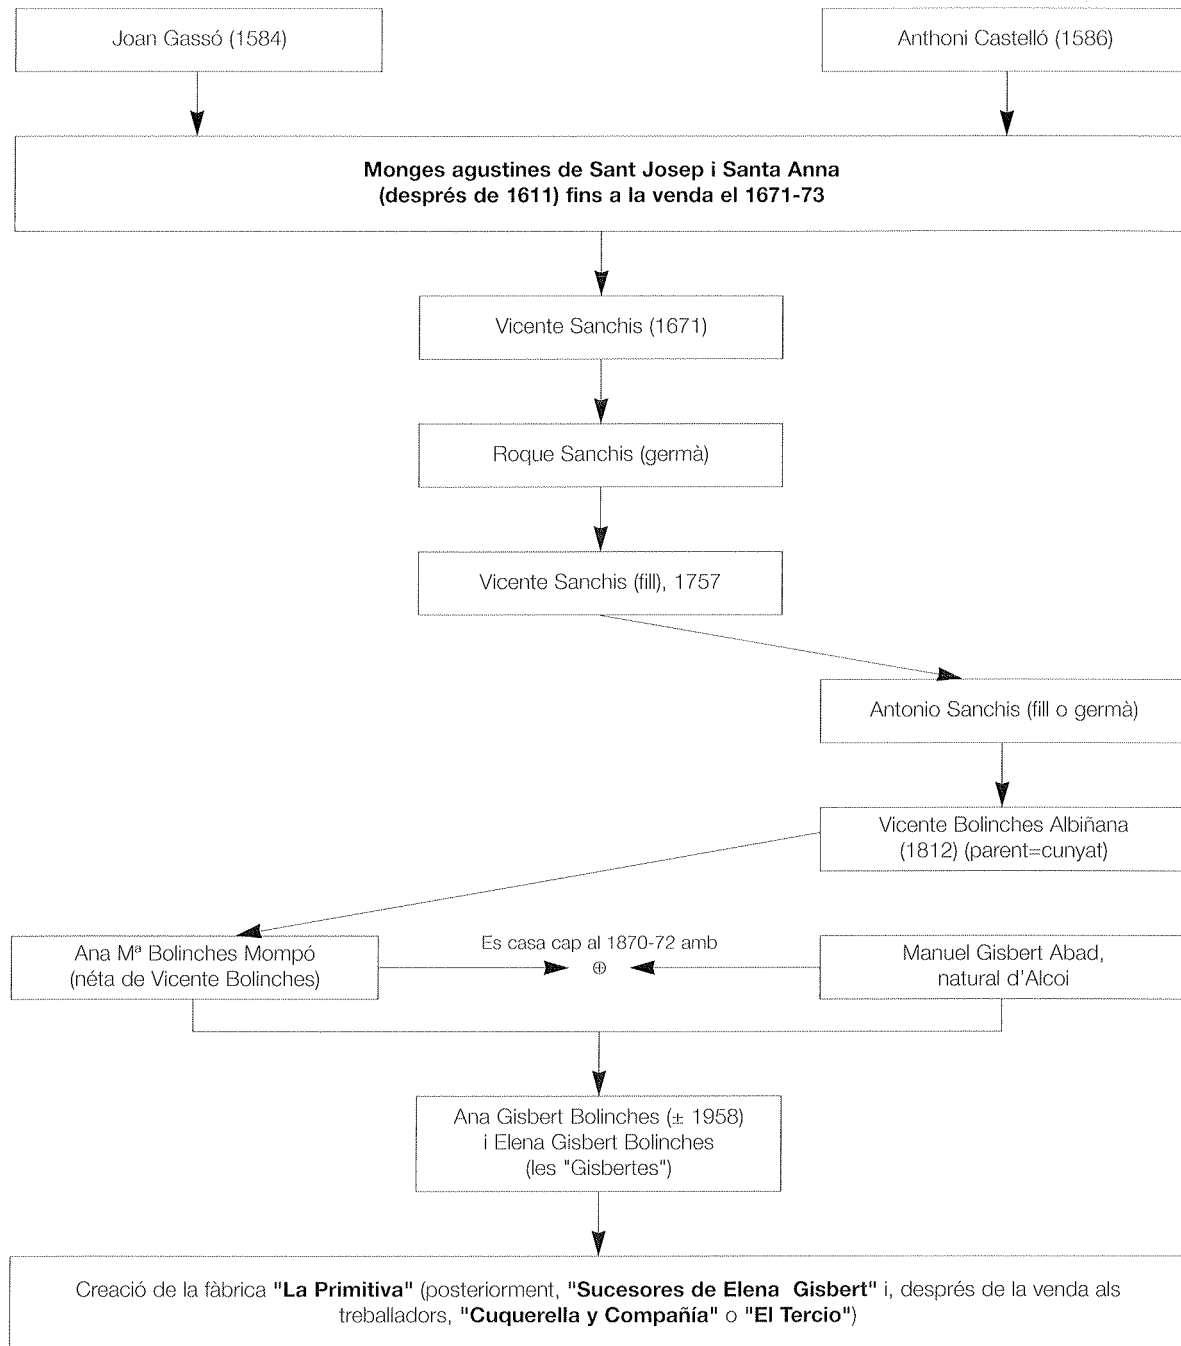 Joan Gassó (1584)
Anthoni Castelló (1586)
Monges agustines de Sant Josep i Santa Anna
(després de 1611) fins a la venda el 1671-73
Vicente Sanchis (1671)
Roque Sanchis (germà)
Vicente Sanchis (fill), 1757
Antonio Sanchis (fill o germà)
Vicente Bolinches Albiñana
(1812) (parent=cunyat)
Ana Mª Bolinches Mompó
(néta de Vicente Bolinches)
Es casa cap al 1870-72 amb
Manuel Gisbert Abad,
natural d'Alcoi
Ana Gisbert Bolinches (± 1958)
i Elena Gisbert Bolinches
(les "Gisbertes")
Creació de la fàbrica "La Primitiva" (posteriorment, "Sucesores de Elena Gisbert" i, després de la venda als
treballadors, "Cuquerella y Compañía" o "El Tercio")